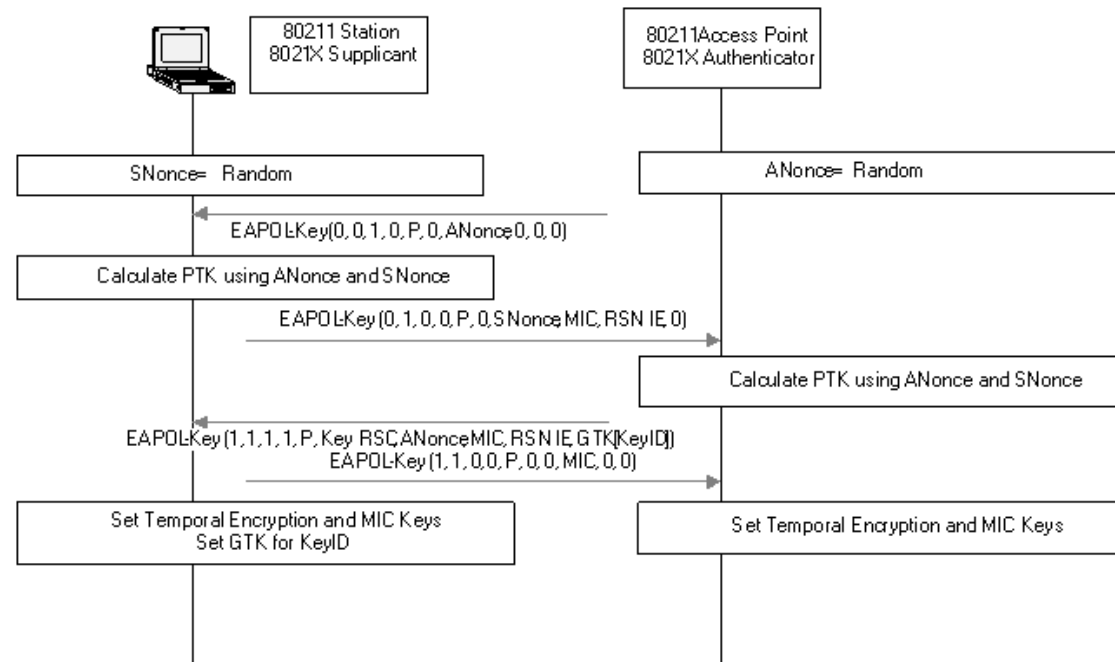 80211 Station
8021X Supplicant
80211Access Point
8021X Authenticator
SNonce= Random
ANonce= Random
EAPOL-Key(0,0,1,0,P,0,ANonce,0,0,0)
Calculate PTK using ANonce and SNonce
EAPOL-Key(0,1,0,0,P,0,SNonce,MIC,RSN IE,0)
Calculate PTK using ANonce and SNonce
EAPOL-Key(1,1,1,1,P,Key RSC,ANonce,MIC,RSN IE,GTK[KeyID])
EAPOL-Key(1,1,0,0,P,0,0,MIC,0,0)
Set Temporal Encryption and MIC Keys
Set GTK for KeyID
Set Temporal Encryption and MIC Keys